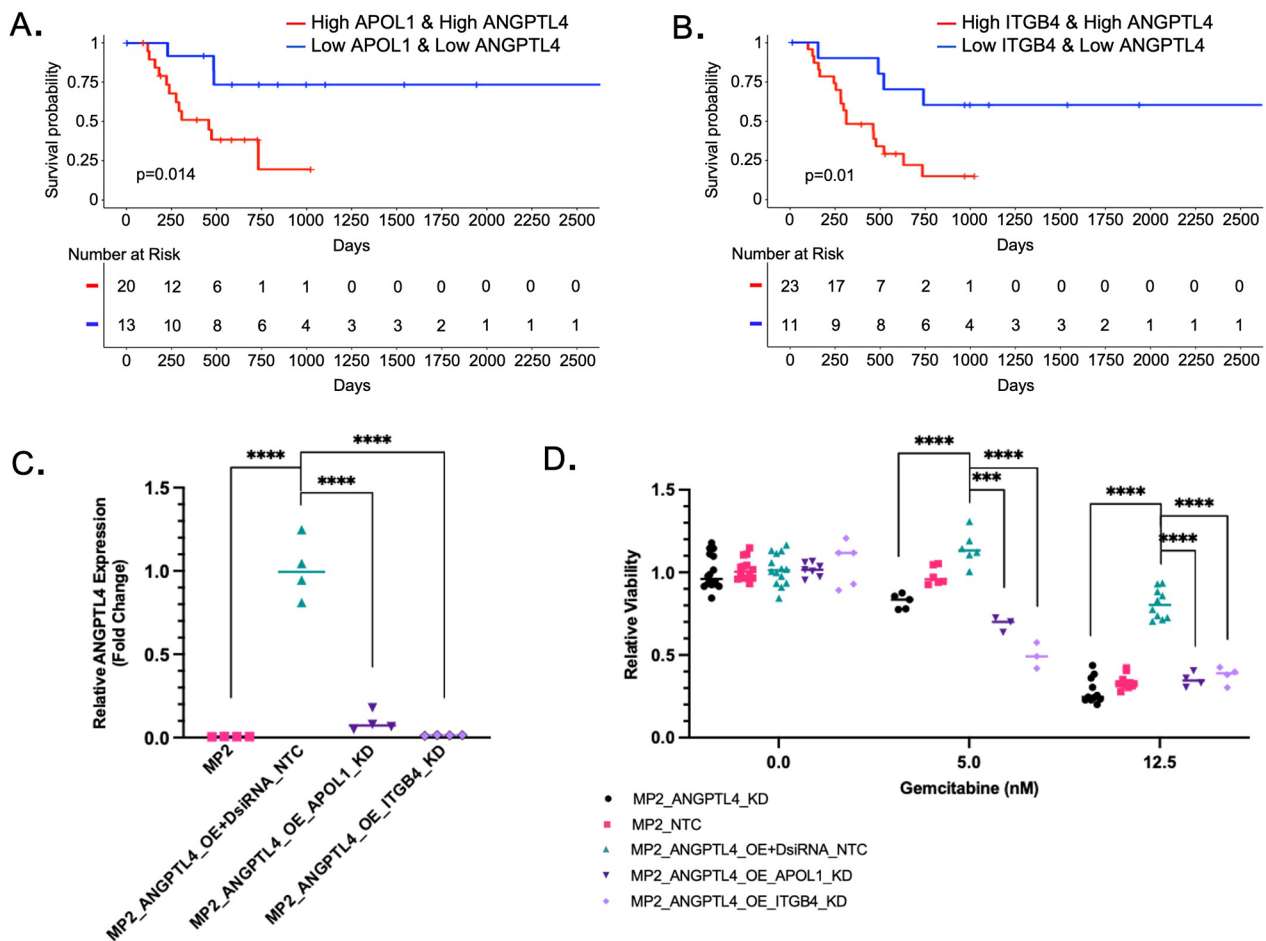 A.
High APOL1 & High ANGPTL4
Low APOL1 & Low ANGPTL4
Survival probability
1
0.75
0.5
0.25
0
p=0.014
0 250 500 750 1000 1250 1500 1750 2000 2250 2500
Days
Number at Risk
20 12 6 1 1 0 0 0 0 0 0
13 10 8 6 4 3 3 2 1 1 1
0 250 500 750 1000 1250 1500 1750 2000 2250 2500
Days
B.
High ITGB4 & High ANGPTL4
Low ITGB4 & Low ANGPTL4
Survival probability
1
0.75
0.5
0.25
0
p=0.01
0 250 500 750 1000 1250 1500 1750 2000 2250 2500
Days
Number at Risk
23 17 7 2 1 0 0 0 0 0 0
11 9 8 6 4 3 3 2 1 1 1
0 250 500 750 1000 1250 1500 1750 2000 2250 2500
Days
C.
Relative ANGPTL4 Expression
(Fold Change)
1.5
1.0
0.5
0.0
****
****
****
MP2
MP2_ANGPTL4_OE+DsiRNA_NTC
MP2_ANGPTL4_OE_APOL1_KD
MP2_ANGPTL4_OE_ITGB4_KD
D.
Relative Viability
1.5
1.0
0.5
0.0
****
****
***
****
****
****
0.0 5.0 12.5
Gemcitabine (nM)
MP2_ANGPTL4_KD
MP2_NTC
MP2_ANGPTL4_OE+DsiRNA_NTC
MP2_ANGPTL4_OE_APOL1_KD
MP2_ANGPTL4_OE_ITGB4_KD